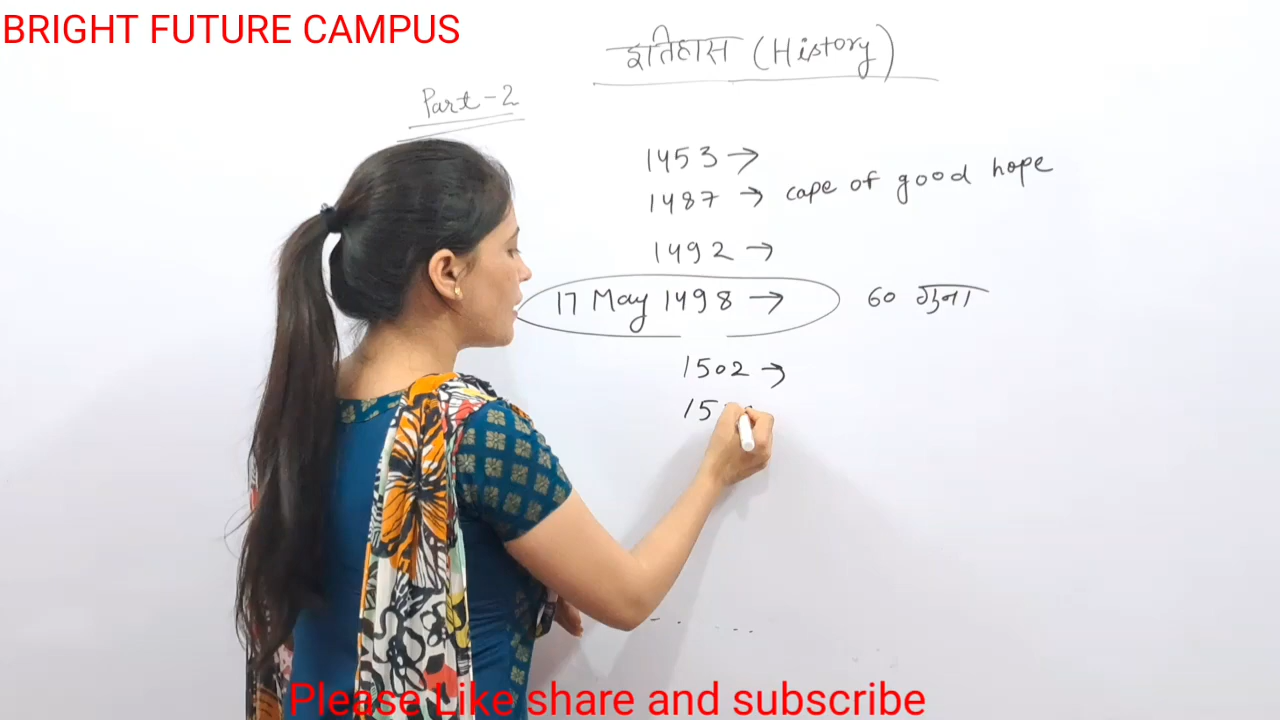 BRIGHT FUTURE CAMPUS
इतिहास (History)
Part-2
1453 →
1487 → cape of good hope
1492 →
17 May 1498 → 60 गुना
1502 →
15
Please Like share and subscribe